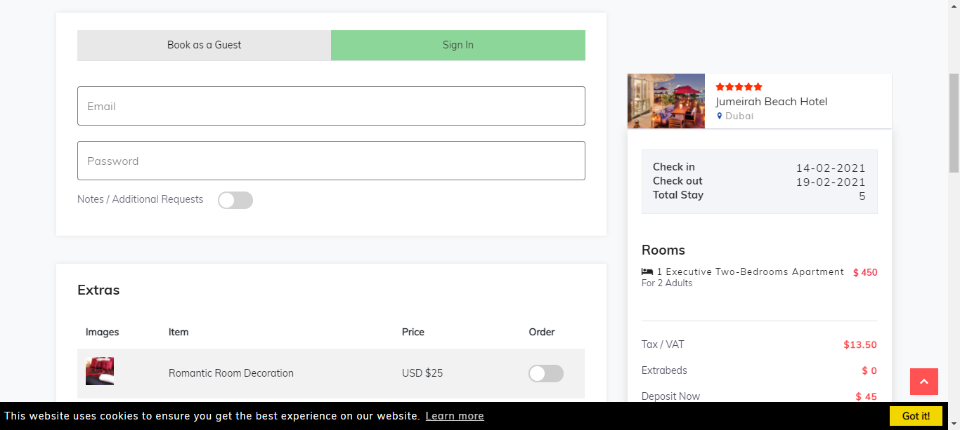 Book as a Guest
Sign In
Email
Password
Notes / Additional Requests
Extras
Images Item Price Order
Romantic Room Decoration USD $25
Jumeirah Beach Hotel
Dubai
Check in 14-02-2021
Check out 19-02-2021
Total Stay 5
Rooms
1 Executive Two-Bedrooms Apartment $ 450
For 2 Adults
Tax / VAT $13.50
Extrabeds $ 0
Deposit Now $ 45
This website uses cookies to ensure you get the best experience on our website. Learn more
Got it!